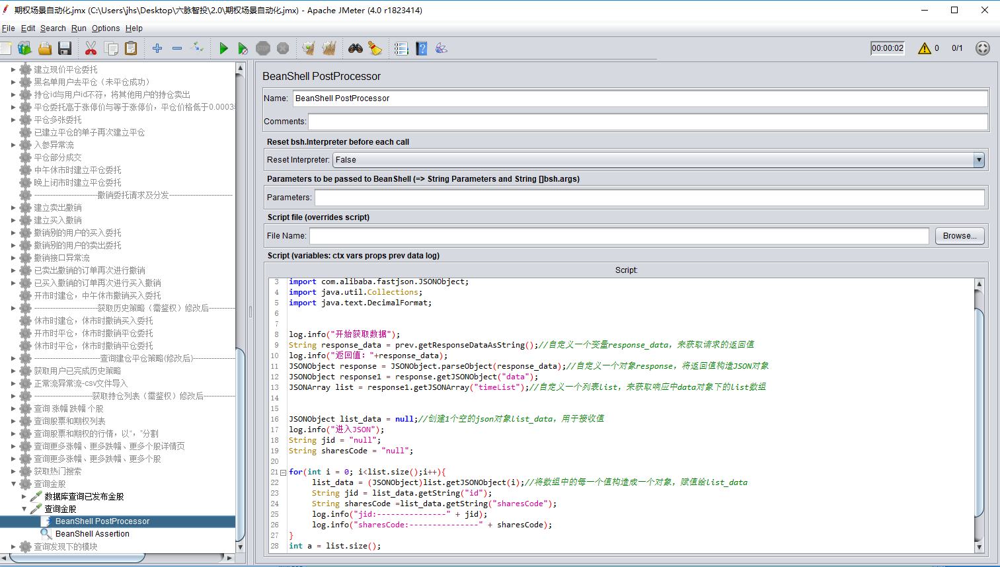 期权场景自动化.jmx (C:\Users\jhs\Desktop\六脉智投\2.0\期权场景自动化.jmx) - Apache JMeter (4.0 r1823414)
File Edit Search Run Options Help
00:00:02 0 0/1
建立现价平仓委托
黑名单用户去平仓（未平仓成功）
持仓id与用户id不符，将其他用户的持仓卖出
平仓委托高于涨停价与等于涨停价，平仓价格低于0.0003
平仓多张委托
已建立平仓的单子再次建立平仓
入参异常流
平仓部分成交
中午休市时建立平仓委托
晚上闭市时建立平仓委托
------------------------撤销委托请求及分发------------------------
建立卖出撤销
建立买入撤销
撤销别的用户的买入委托
撤销别的用户的卖出委托
撤销接口异常流
已卖出撤销的订单再次进行撤销
已买入撤销的订单再次进行买入撤销
开市时建仓，中午休市撤销买入委托
------------------------获取历史策略（需鉴权）修改后----------
休市时建仓，休市时撤销买入委托
开市时平仓，休市时撤销平仓委托
休市时平仓，休市时撤销平仓委托
-------------------------查询建仓平仓策略(修改后)----------------
获取用户已完成历史策略
正常流异常流-csv文件导入
----------------------获取持仓列表（需鉴权）修改后------------
查询 涨幅 跌幅 个股
查询股票和期权列表
查询股票和期权的行情，以“，”分割
查询更多涨幅、更多跌幅、更多个股详情页
查询更多涨幅、更多跌幅、更多个股
获取热门搜索
查询金股
数据库查询已发布金股
查询金股
BeanShell PostProcessor
BeanShell Assertion
查询发现下的模块
BeanShell PostProcessor
Name: BeanShell PostProcessor
Comments:
Reset bsh.Interpreter before each call
Reset Interpreter: False
Parameters to be passed to BeanShell (=> String Parameters and String []bsh.args)
Parameters:
Script file (overrides script)
File Name: Browse...
Script (variables: ctx vars props prev data log)
Script:
3 import com.alibaba.fastjson.JSONObject;
4 import java.util.Collections;
5 import java.text.DecimalFormat;
6
7
8 log.info("开始获取数据");
9 String response_data = prev.getResponseDataAsString();//自定义一个变量response_data，来获取请求的返回值
10 log.info("返回值："+response_data);
11 JSONObject response = JSONObject.parseObject(response_data);//自定义一个对象response，将返回值构造JSON对象
12 JSONObject response1 = response.getJSONObject("data");
13 JSONArray list = response1.getJSONArray("timeList");//自定义一个列表list，来获取响应中data对象下的list数组
14
15
16 JSONObject list_data = null;//创建1个空的json对象list_data，用于接收值
17 log.info("进入JSON");
18 String jid = "null";
19 String sharesCode = "null";
20
21 for(int i = 0; i<list.size();i++){
22 list_data = (JSONObject)list.getJSONObject(i);//将数组中的每一个值构造成一个对象，赋值给list_data
23 String jid = list_data.getString("id");
24 String sharesCode =list_data.getString("sharesCode");
25 log.info("jid:---------------" + jid);
26 log.info("sharesCode:---------------" + sharesCode);
27 }
28 int a = list.size();